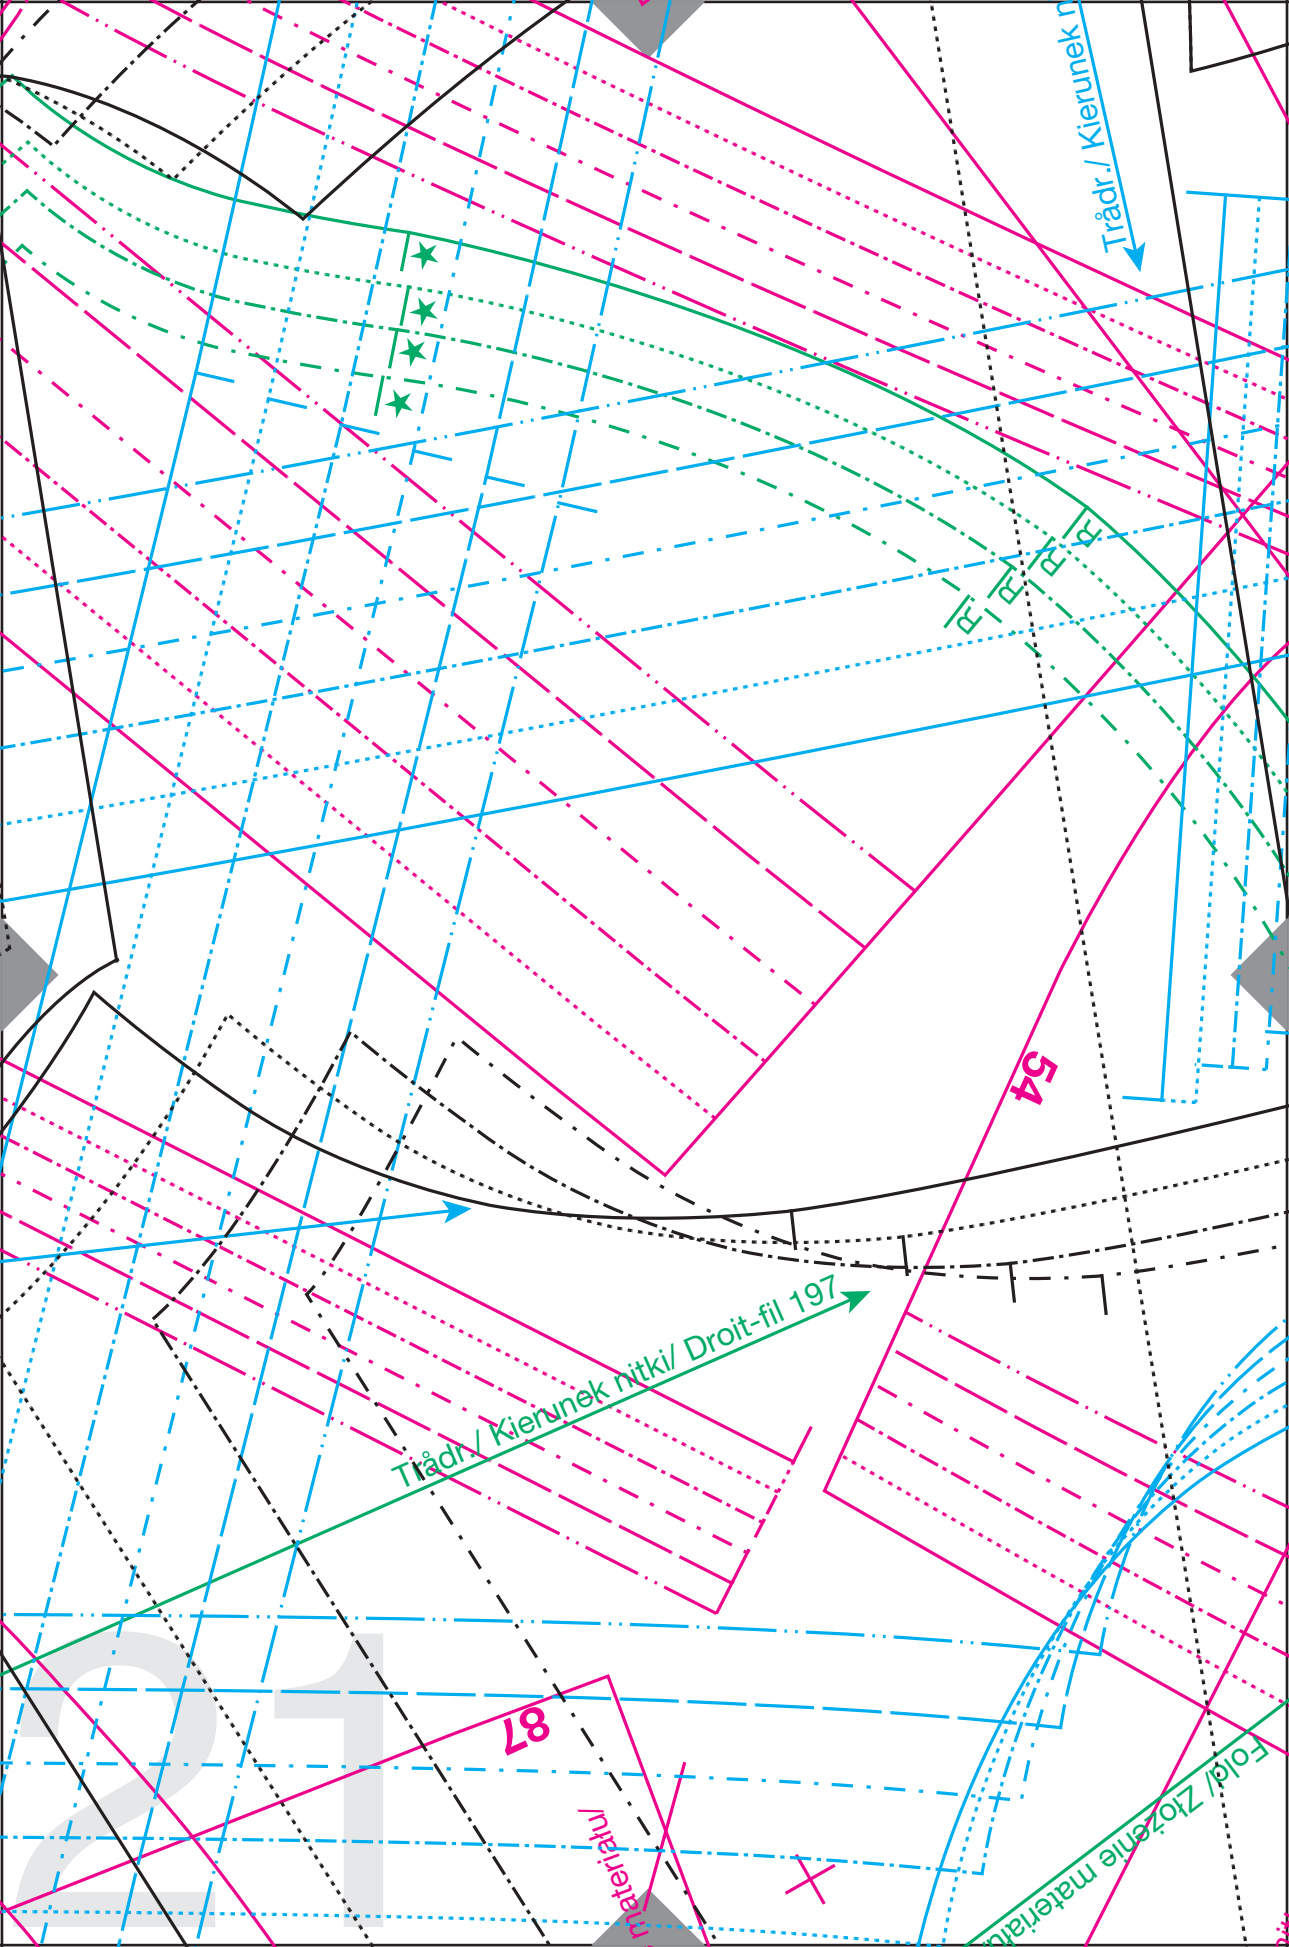 Trådr./ Kierunek n
R
R
R
R
54
Trådr./ Kierunek nitki/ Droit-fil 197
21
87
materiału/
Fold/ Złożenie materiału